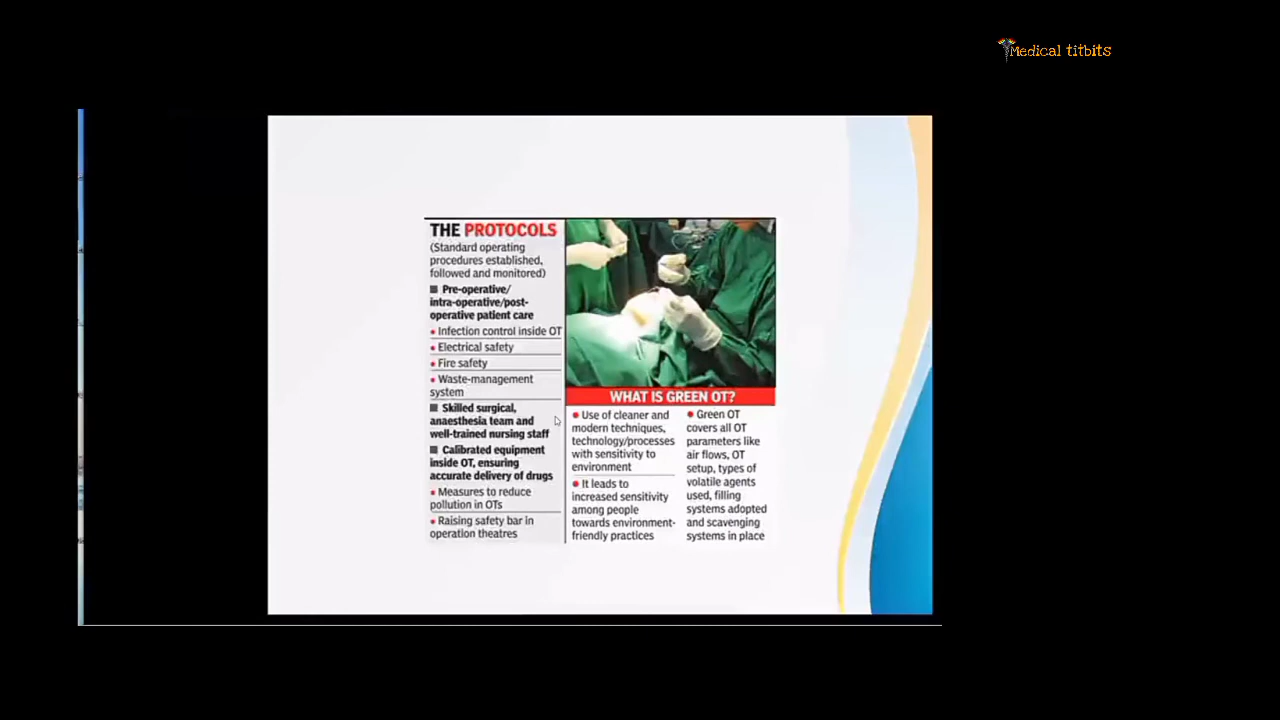 Medical titbits
THE PROTOCOLS
(Standard operating
procedures established,
followed and monitored)
■ Pre-operative/
intra-operative/post-
operative patient care
• Infection control inside OT
• Electrical safety
• Fire safety
• Waste-management
system
■ Skilled surgical,
anaesthesia team and
well-trained nursing staff
■ Calibrated equipment
inside OT, ensuring
accurate delivery of drugs
• Measures to reduce
pollution in OTs
• Raising safety bar in
operation theatres
WHAT IS GREEN OT?
• Use of cleaner and
modern techniques,
technology/processes
with sensitivity to
environment
• It leads to
increased sensitivity
among people
towards environment-
friendly practices
• Green OT
covers all OT
parameters like
air flows, OT
setup, types of
volatile agents
used, filling
systems adopted
and scavenging
systems in place